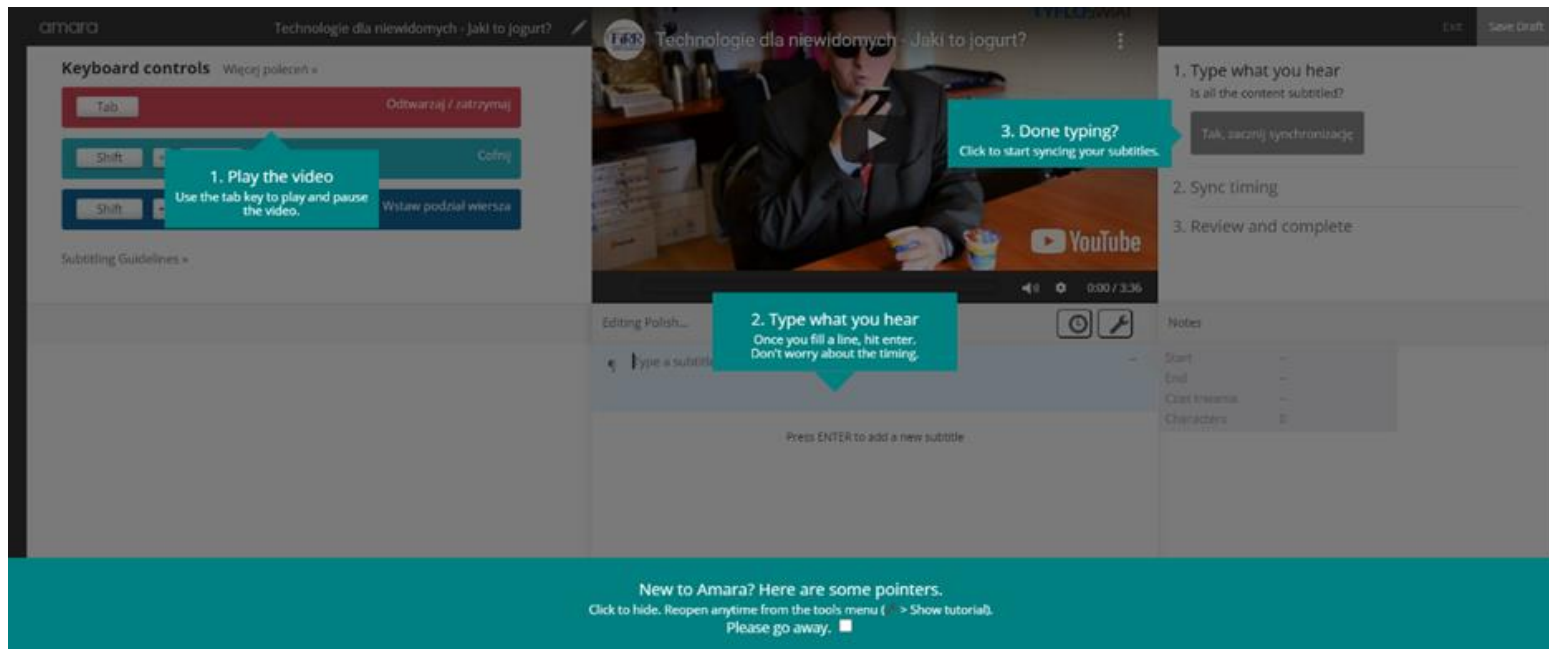 amara
Technologie dla niewidomych - Jaki to jogurt?
Exit
Save Draft
Keyboard controls Więcej poleceń »
Tab
Odtwarzaj / zatrzymaj
Shift
Cofnij
Shift
Wstaw podział wiersza
Subtitling Guidelines »
1. Play the video
Use the tab key to play and pause
the video.
FIRR
Technologie dla niewidomych - Jaki to jogurt?
YouTube
0:00 / 3:36
3. Done typing?
Click to start syncing your subtitles.
1. Type what you hear
Is all the content subtitled?
Tak, zacznij synchronizację
2. Sync timing
3. Review and complete
Editing Polish...
2. Type what you hear
Once you fill a line, hit enter.
Don't worry about the timing.
Type a subtitle
Press ENTER to add a new subtitle
Notes
Start --
End --
Czas trwania --
Characters 0
New to Amara? Here are some pointers.
Click to hide. Reopen anytime from the tools menu ( > Show tutorial).
Please go away.